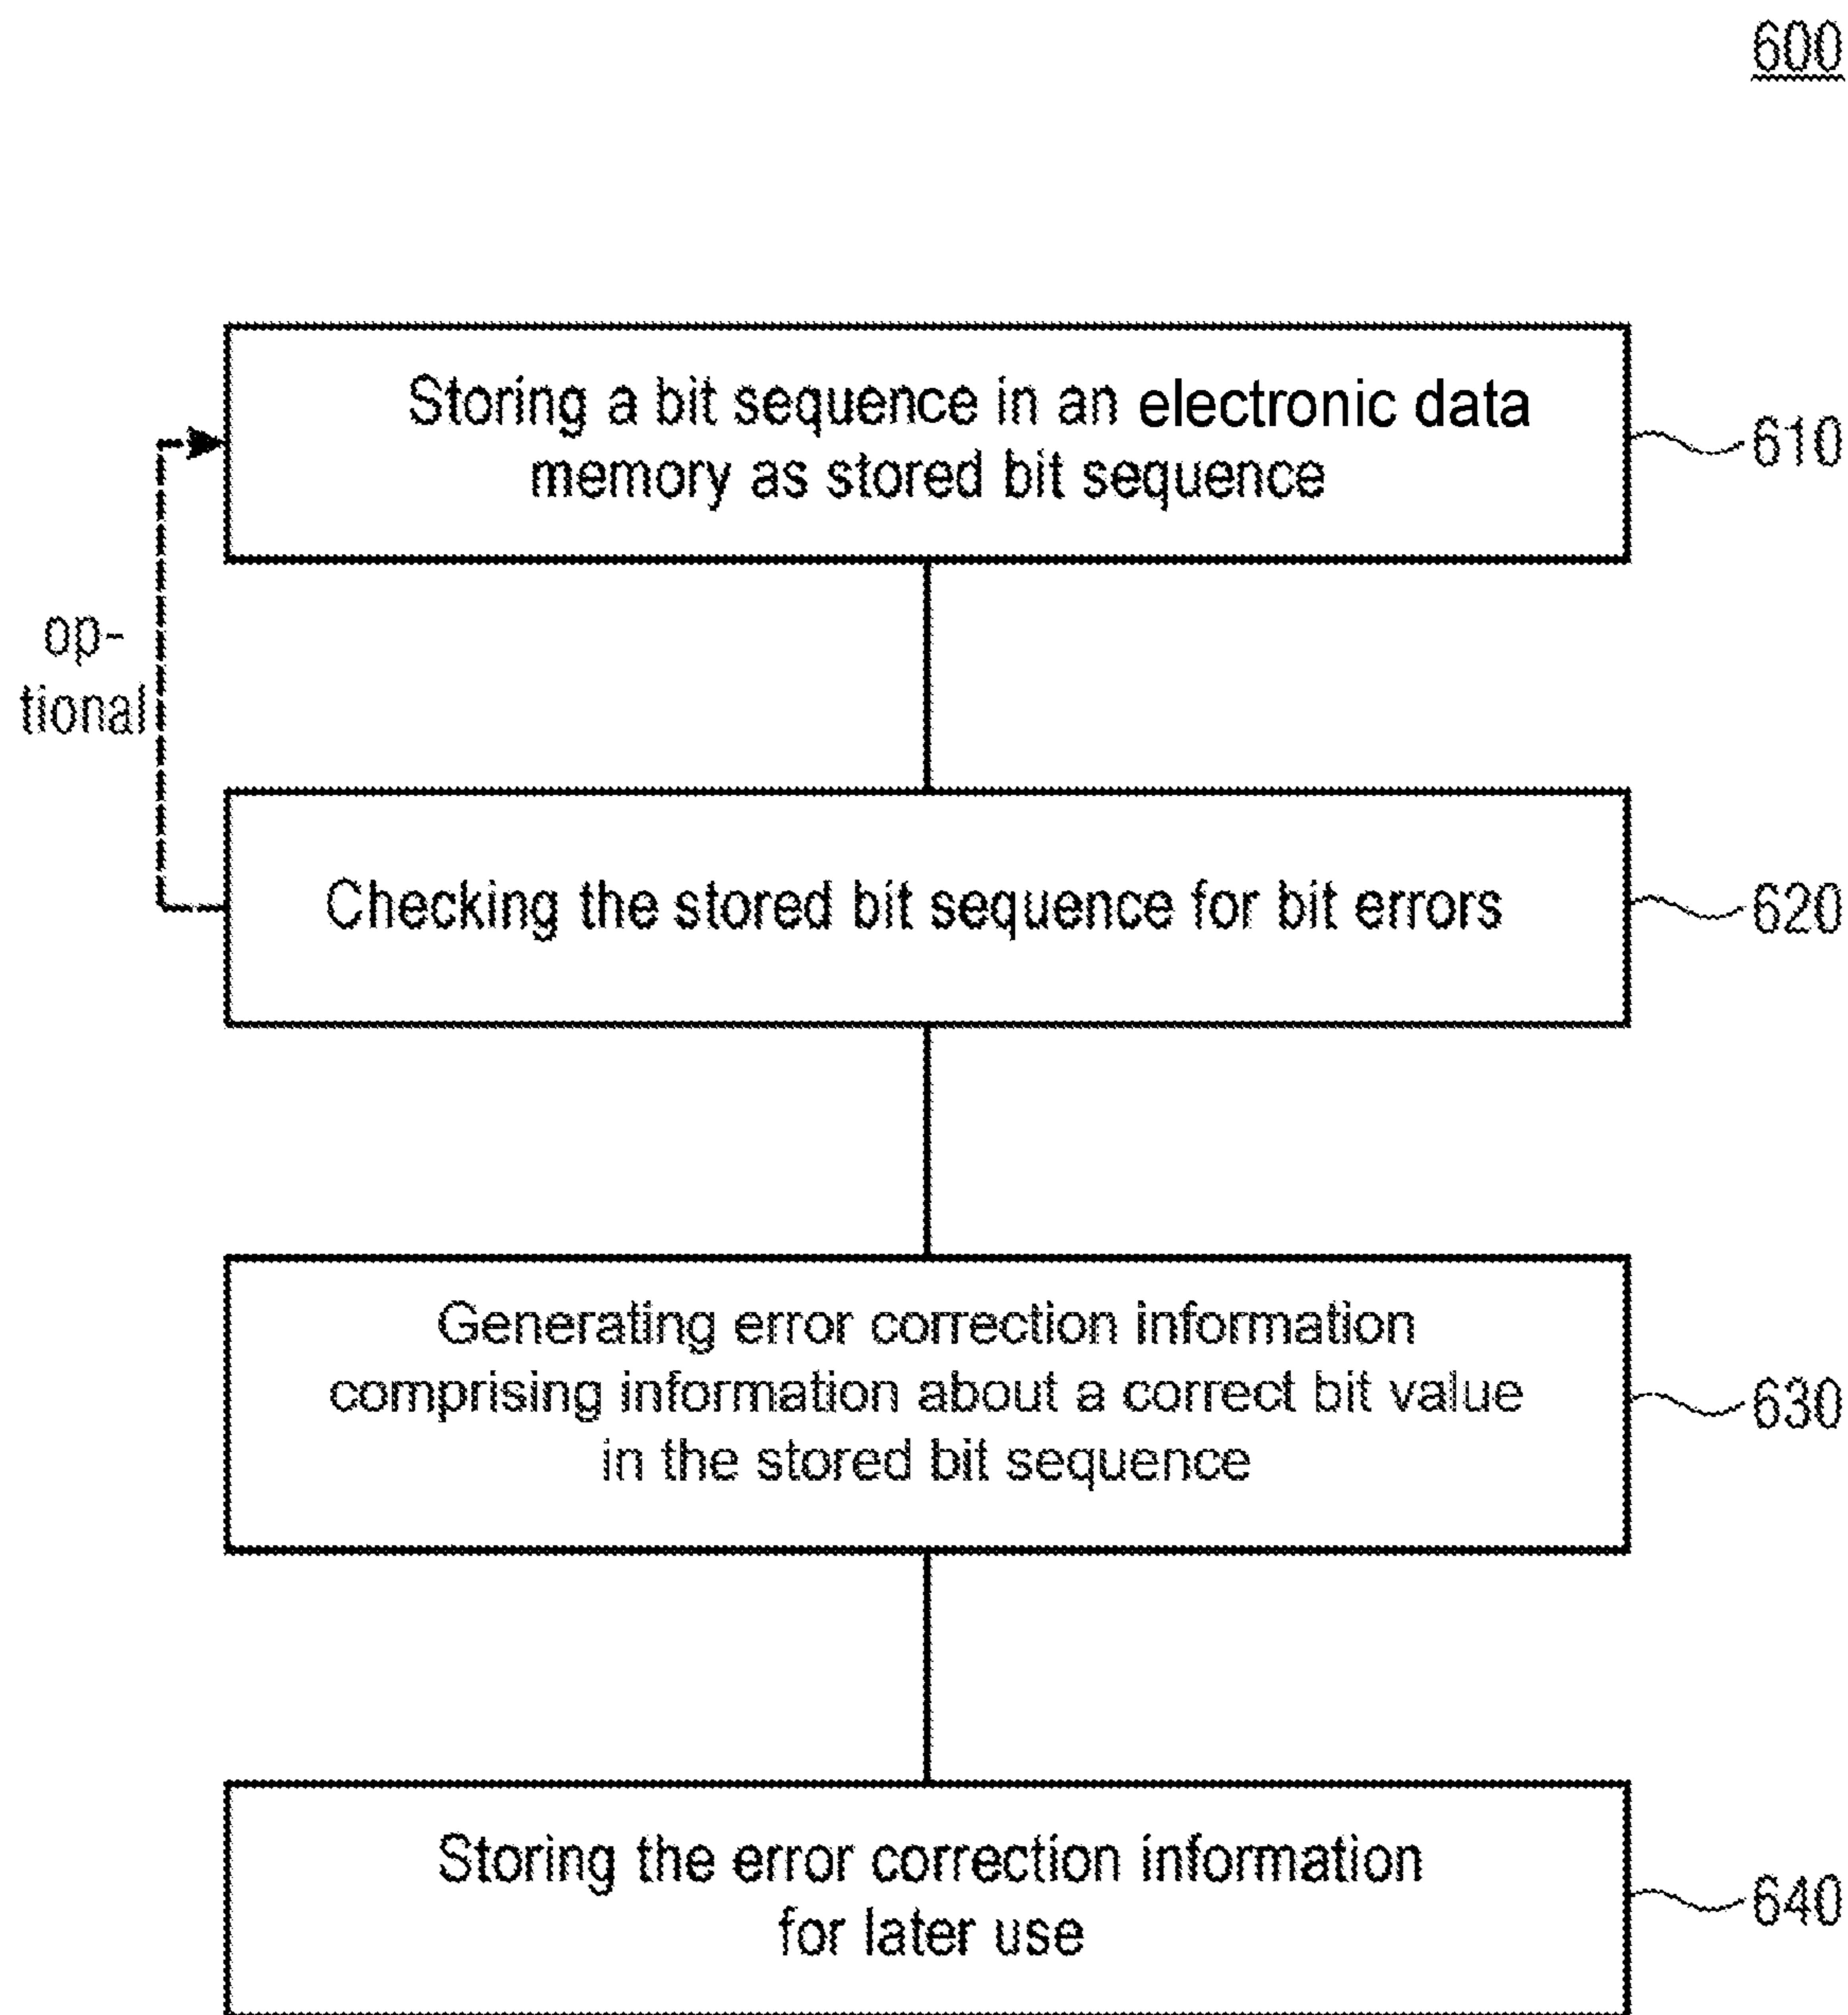 600
Storing a bit sequence in an electronic data
memory as stored bit sequence
610
op-
tional
Checking the stored bit sequence for bit errors
620
Generating error correction information
comprising information about a correct bit value
in the stored bit sequence
630
Storing the error correction information
for later use
640